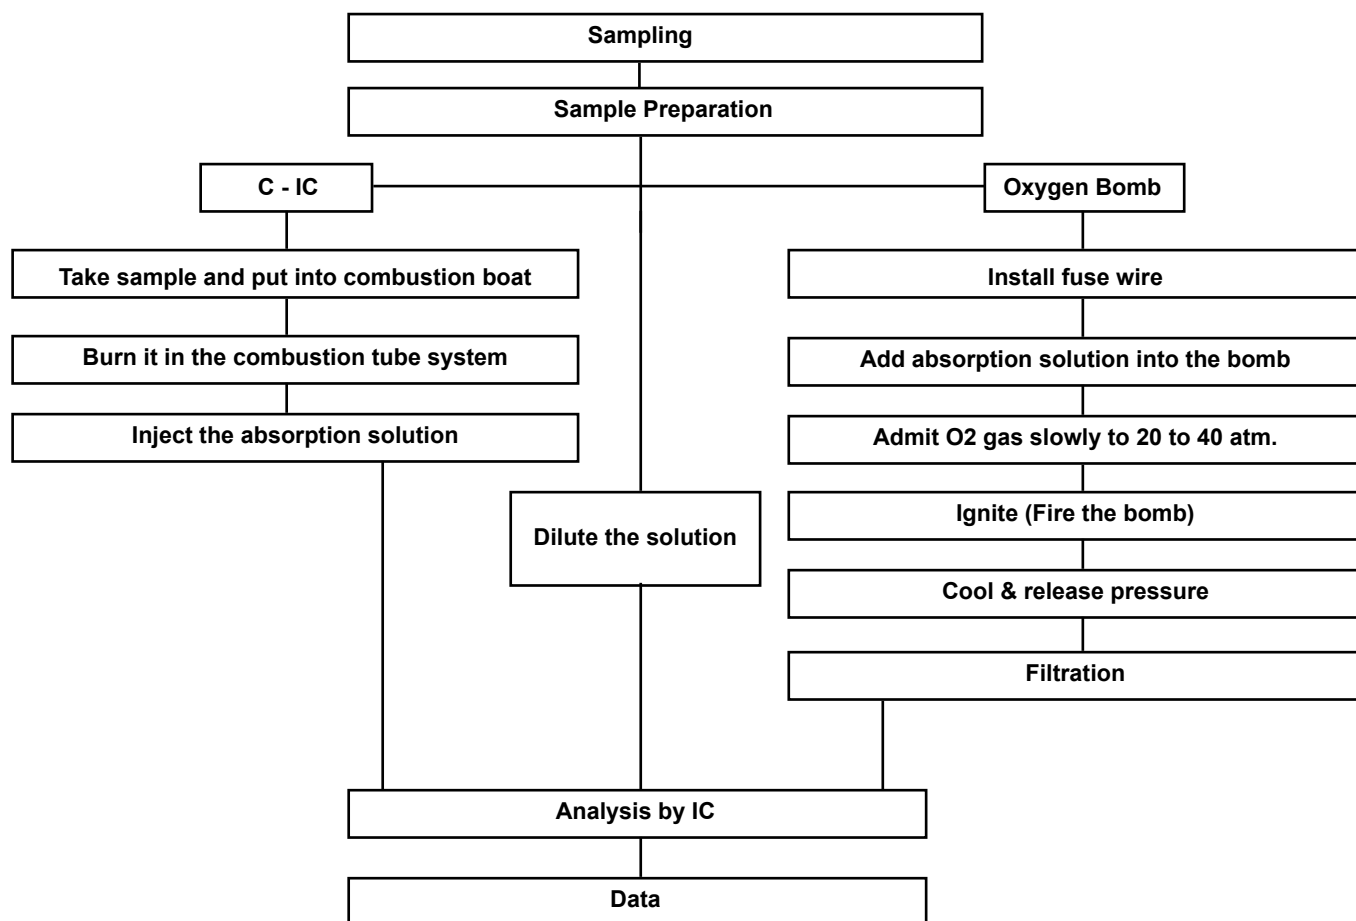 Sampling
Sample Preparation
C - IC
Oxygen Bomb
Take sample and put into combustion boat
Install fuse wire
Burn it in the combustion tube system
Add absorption solution into the bomb
Inject the absorption solution
Admit O2 gas slowly to 20 to 40 atm.
Dilute the solution
Ignite (Fire the bomb)
Cool & release pressure
Filtration
Analysis by IC
Data